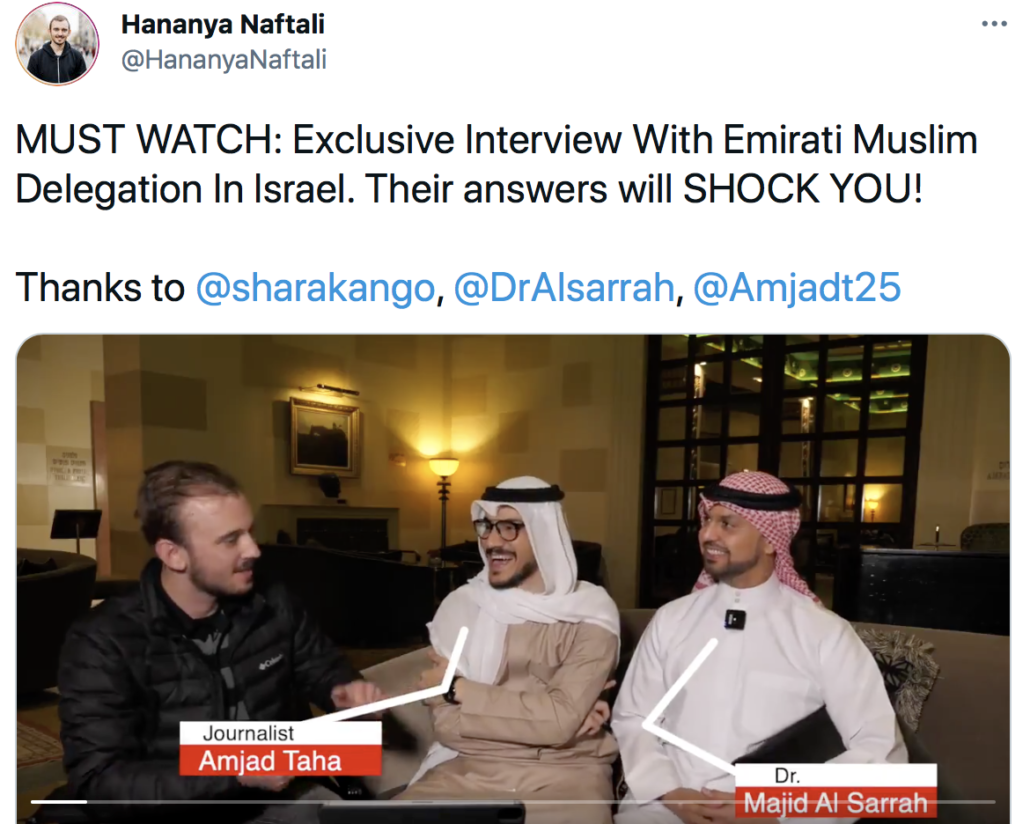 Hananya Naftali
@HananyaNaftali
MUST WATCH: Exclusive Interview With Emirati Muslim
Delegation In Israel. Their answers will SHOCK YOU!
Thanks to @sharakango, @DrAlsarrah, @Amjadt25
Columbia
Journalist
Amjad Taha
Dr.
Majid Al Sarrah